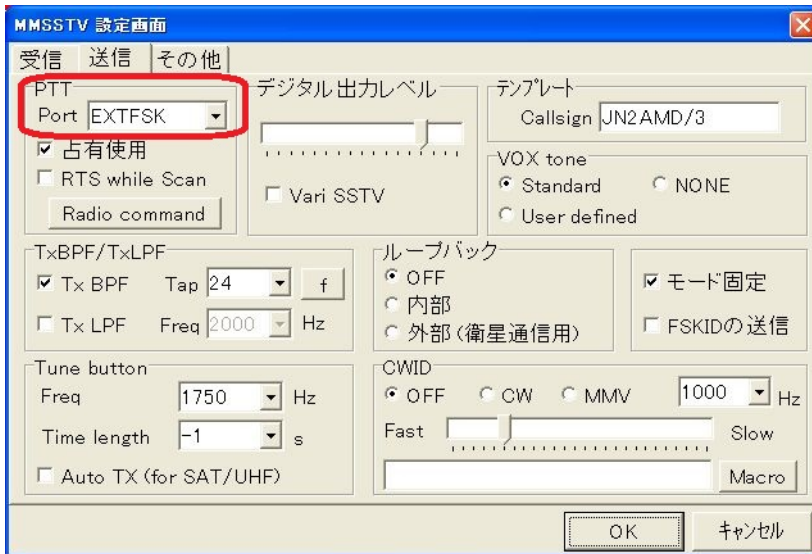 MMSSTV 設定画面
受信 送信 その他
PTT
Port EXTFSK
占有使用
RTS while Scan
Radio command
デジタル出力レベル
Vari SSTV
テンプレート
Callsign JN2AMD/3
VOX tone
Standard NONE
User defined
TxBPF/TxLPF
Tx BPF Tap 24 f
Tx LPF Freq 2000 Hz
ループバック
OFF
内部
外部(衛星通信用)
モード固定
FSKIDの送信
Tune button
Freq 1750 Hz
Time length -1 s
Auto TX (for SAT/UHF)
CWID
OFF CW MMV 1000 Hz
Fast Slow
Macro
OK キャンセル